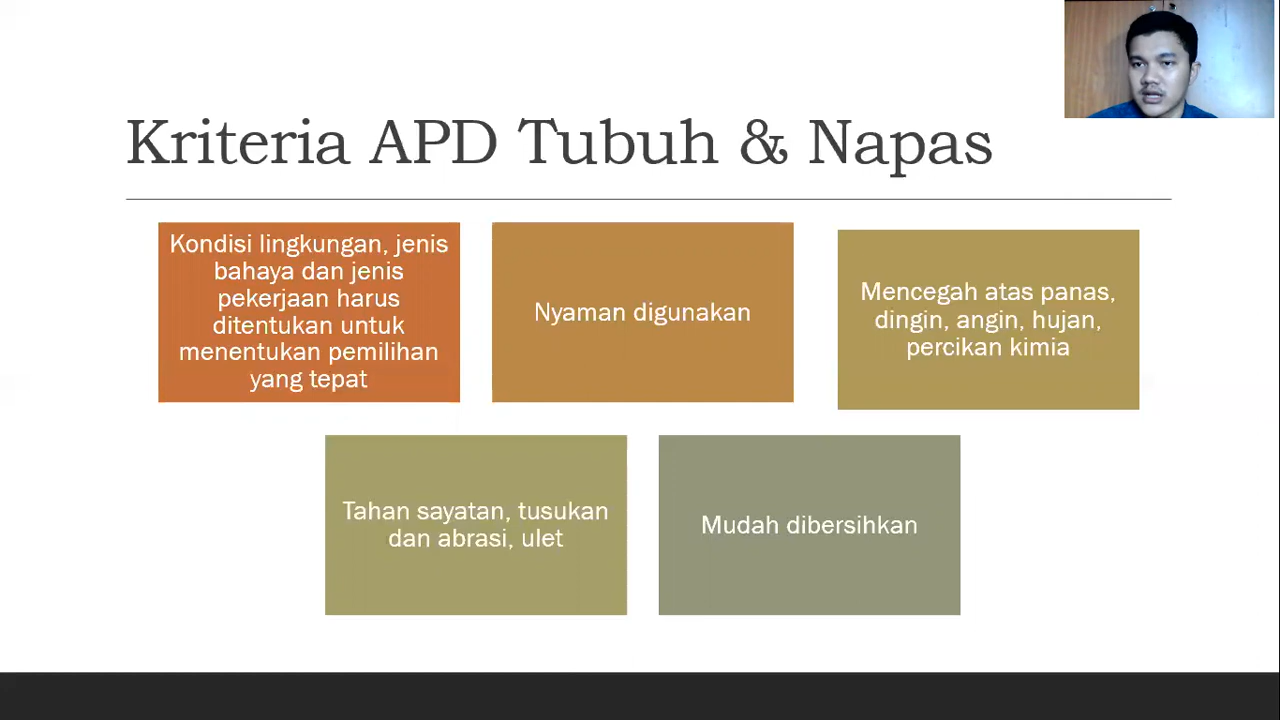 Kriteria APD Tubuh & Napas
Kondisi lingkungan, jenis
bahaya dan jenis
pekerjaan harus
ditentukan untuk
menentukan pemilihan
yang tepat
Nyaman digunakan
Mencegah atas panas,
dingin, angin, hujan,
percikan kimia
Tahan sayatan, tusukan
dan abrasi, ulet
Mudah dibersihkan